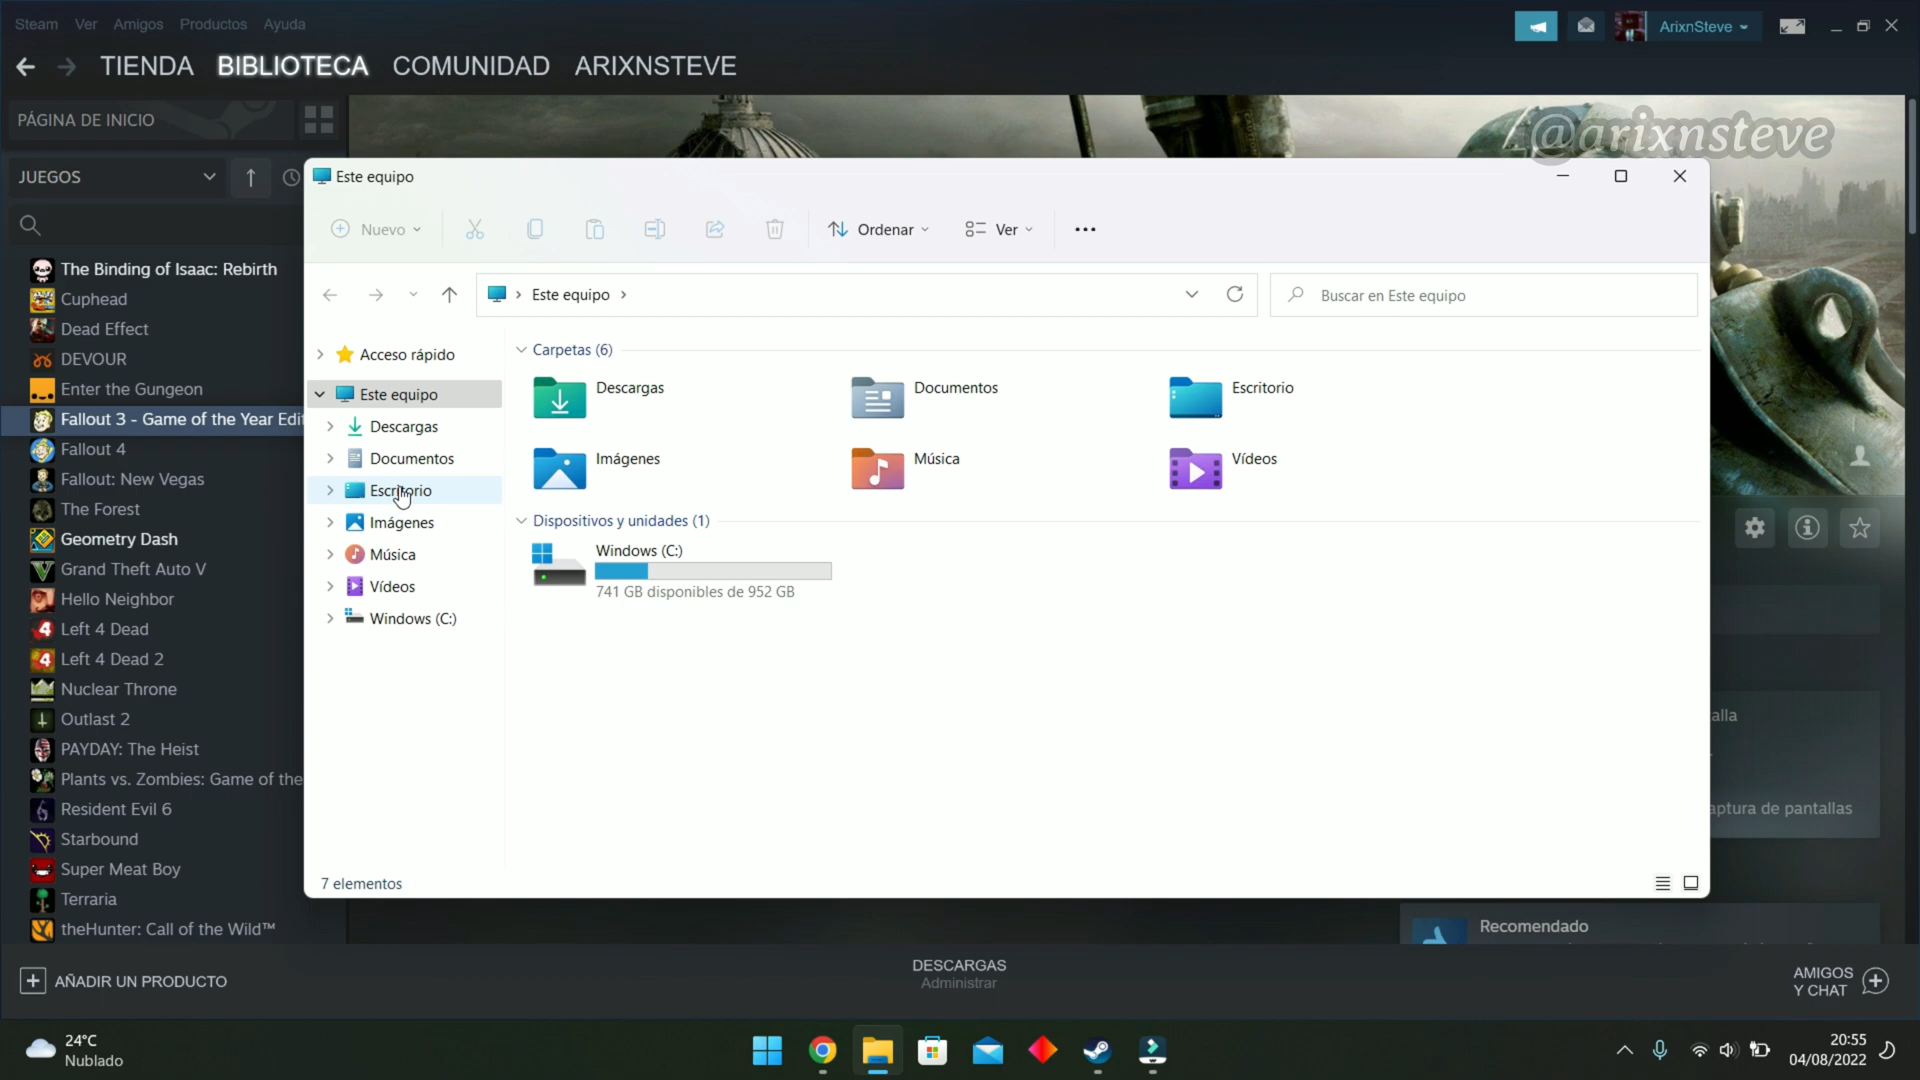 Steam Ver Amigos Productos Ayuda
ArixnSteve
TIENDA BIBLIOTECA COMUNIDAD ARIXNSTEVE
PÁGINA DE INICIO
@arixnsteve
JUEGOS
Este equipo
Nuevo
Ordenar
Ver
Este equipo
Buscar en Este equipo
The Binding of Isaac: Rebirth
Cuphead
Dead Effect
DEVOUR
Enter the Gungeon
Fallout 3 - Game of the Year Edit
Fallout 4
Fallout: New Vegas
The Forest
Geometry Dash
Grand Theft Auto V
Hello Neighbor
Left 4 Dead
Left 4 Dead 2
Nuclear Throne
Outlast 2
PAYDAY: The Heist
Plants vs. Zombies: Game of the
Resident Evil 6
Starbound
Super Meat Boy
Terraria
theHunter: Call of the Wild™
Acceso rápido
Este equipo
Descargas
Documentos
Escritorio
Imágenes
Música
Vídeos
Windows (C:)
Carpetas (6)
Descargas
Documentos
Escritorio
Imágenes
Música
Vídeos
Dispositivos y unidades (1)
Windows (C:)
741 GB disponibles de 952 GB
7 elementos
alla
aptura de pantallas
Recomendado
AÑADIR UN PRODUCTO
DESCARGAS
Administrar
AMIGOS
Y CHAT
24°C
Nublado
20:55
04/08/2022